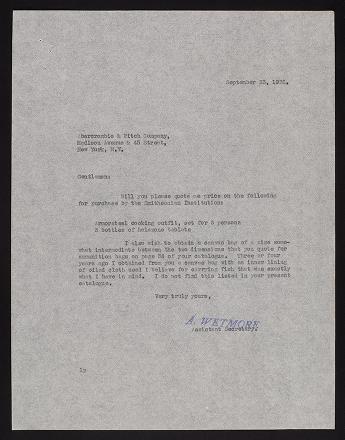 September 23, 1931.
Abercrombie & Fitch Company,
Madison Avenue & 45 Street,
New York, N.Y.
Gentlemen:
Will you please quote me price on the following
for purchase by the Smithsonian Institution:
Armorsteel cooking outfit, set for 3 persons
2 bottles of halazone tablets
I also wish to obtain a canvas bag of a size some-
what intermediate between the two dimensions that you quote for
ammunition bags on page 84 of your catalogue. Three or four
years ago I obtained from you a canvas bag with an inner lining
of oiled cloth used I believe for carrying fish that was exactly
what I have in mind. I do not find this listed in your present
catalogue.
Very truly yours,
A. WETMORE
Assistant Secretary.